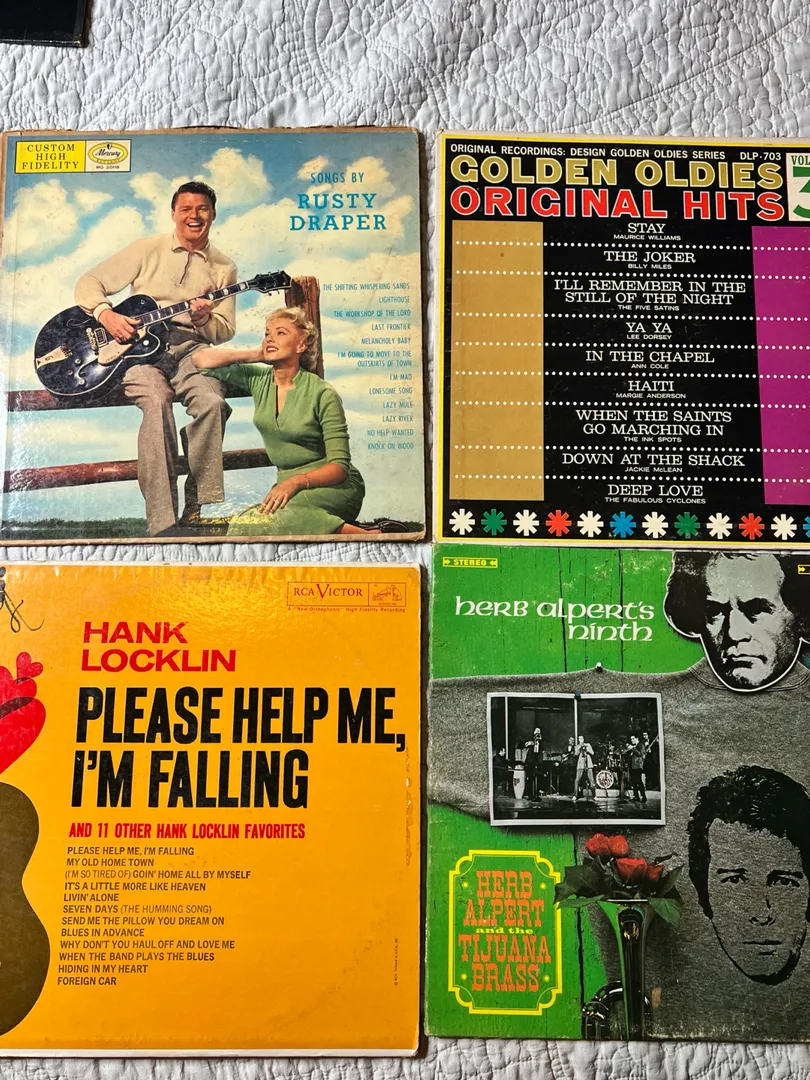 CUSTOM
HIGH
FIDELITY
Mercury
SONGS BY
RUSTY
DRAPER
THE SHIFTING WHISPERING SANDS
LIGHTHOUSE
THE WORKSHOP OF THE LORD
LAST FRONTIER
MELANCHOLY BABY
I'M GOING TO MOVE TO THE
OUTSKIRTS OF TOWN
I'M MAD
LONESOME SONG
LAZY MULE
LAZY RIVER
NO HELP WANTED
KNOCK ON WOOD
ORIGINAL RECORDINGS: DESIGN GOLDEN OLDIES SERIES DLP-703
VOL
3
GOLDEN OLDIES
ORIGINAL HITS
STAY
MAURICE WILLIAMS
THE JOKER
BILLY MILES
I'LL REMEMBER IN THE
STILL OF THE NIGHT
THE FIVE SATINS
YA YA
LEE DORSEY
IN THE CHAPEL
ANN COLE
HAITI
MARGIE ANDERSON
WHEN THE SAINTS
GO MARCHING IN
THE INK SPOTS
DOWN AT THE SHACK
JACKIE McLEAN
DEEP LOVE
THE FABULOUS CYCLONES
RCA VICTOR
A "New Orthophonic" High Fidelity Recording
HANK
LOCKLIN
PLEASE HELP ME,
I'M FALLING
AND 11 OTHER HANK LOCKLIN FAVORITES
PLEASE HELP ME, I'M FALLING
MY OLD HOME TOWN
(I'M SO TIRED OF) GOIN' HOME ALL BY MYSELF
IT'S A LITTLE MORE LIKE HEAVEN
LIVIN' ALONE
SEVEN DAYS (THE HUMMING SONG)
SEND ME THE PILLOW YOU DREAM ON
BLUES IN ADVANCE
WHY DON'T YOU HAUL OFF AND LOVE ME
WHEN THE BAND PLAYS THE BLUES
HIDING IN MY HEART
FOREIGN CAR
STEREO
herb alpert's
ninth
HERB
ALPERT
and the
TIJUANA
BRASS